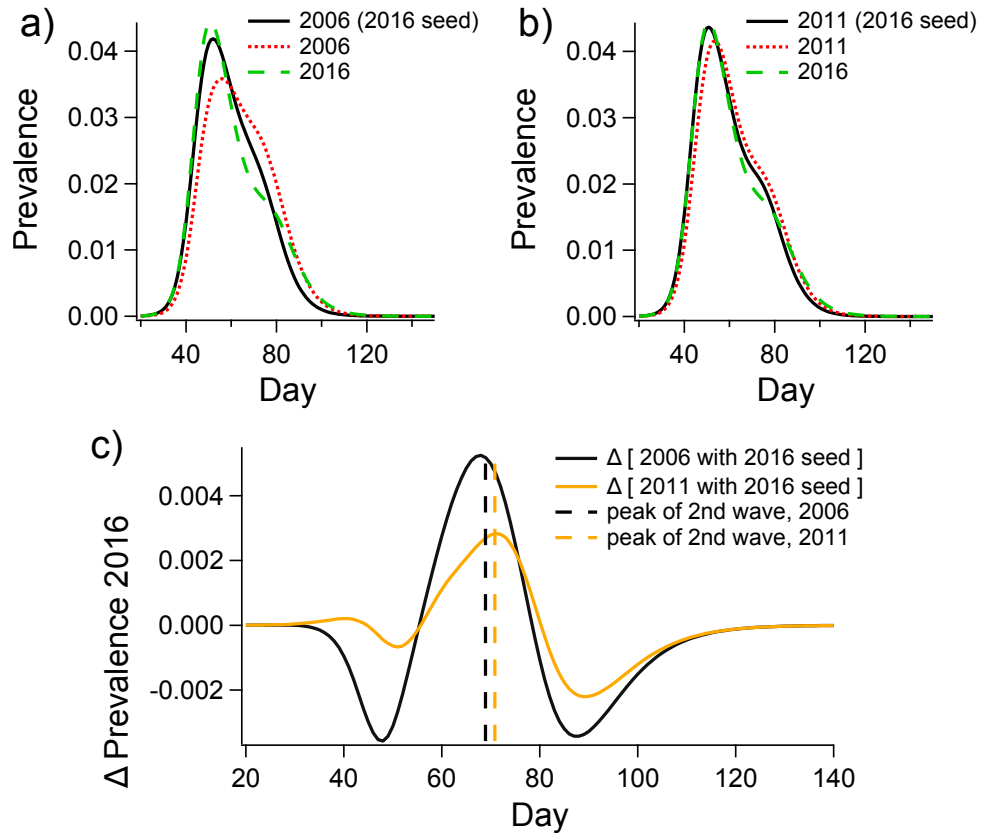 a)
2006 (2016 seed)
2006
2016
Prevalence
0.04
0.03
0.02
0.01
0.00
40
80
120
Day
b)
2011 (2016 seed)
2011
2016
Prevalence
0.04
0.03
0.02
0.01
0.00
40
80
120
Day
c)
Δ [ 2006 with 2016 seed ]
Δ [ 2011 with 2016 seed ]
peak of 2nd wave, 2006
peak of 2nd wave, 2011
Δ Prevalence 2016
0.004
0.002
0.000
-0.002
20
40
60
80
100
120
140
Day